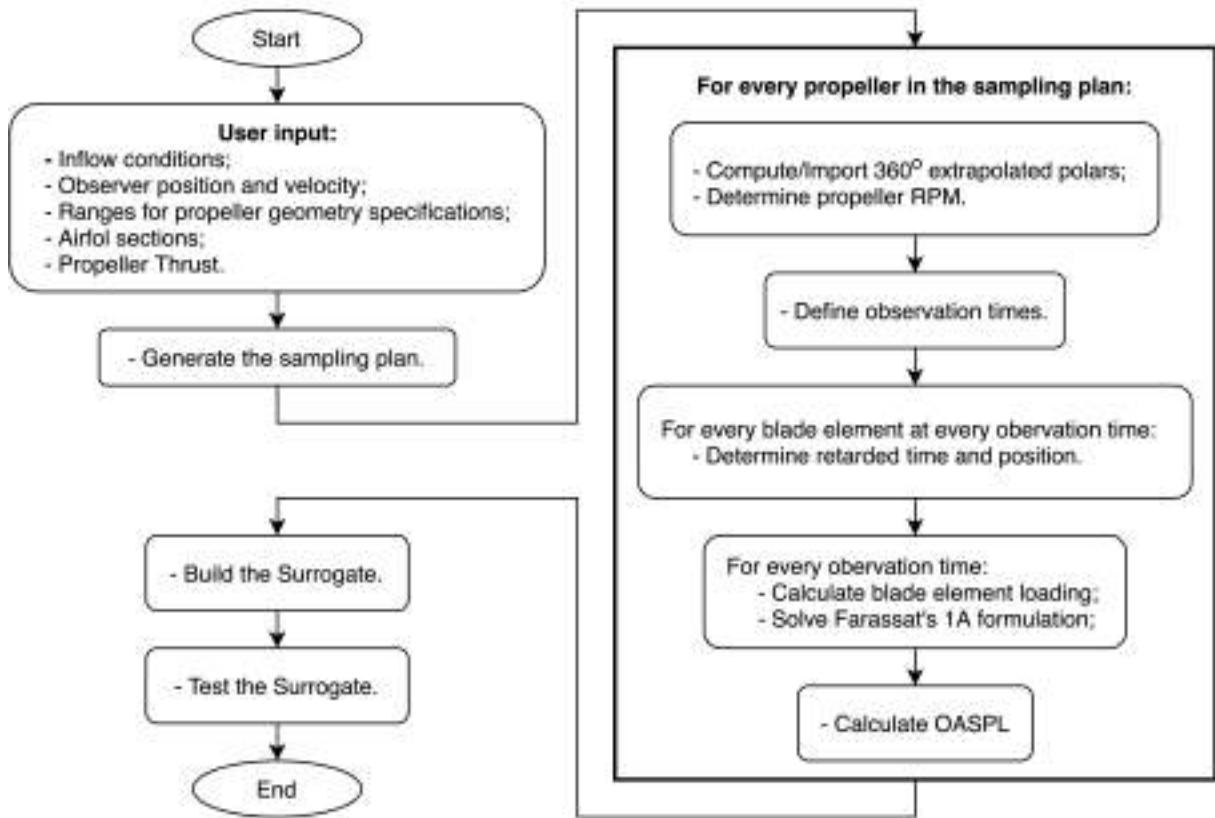 Start
User input:
- Inflow conditions;
- Observer position and velocity;
- Ranges for propeller geometry specifications;
- Airfol sections;
- Propeller Thrust.
- Generate the sampling plan.
For every propeller in the sampling plan:
- Compute/Import 360º extrapolated polars;
- Determine propeller RPM.
- Define observation times.
For every blade element at every obervation time:
- Determine retarded time and position.
For every obervation time:
- Calculate blade element loading;
- Solve Farassat's 1A formulation;
- Calculate OASPL
- Build the Surrogate.
- Test the Surrogate.
End